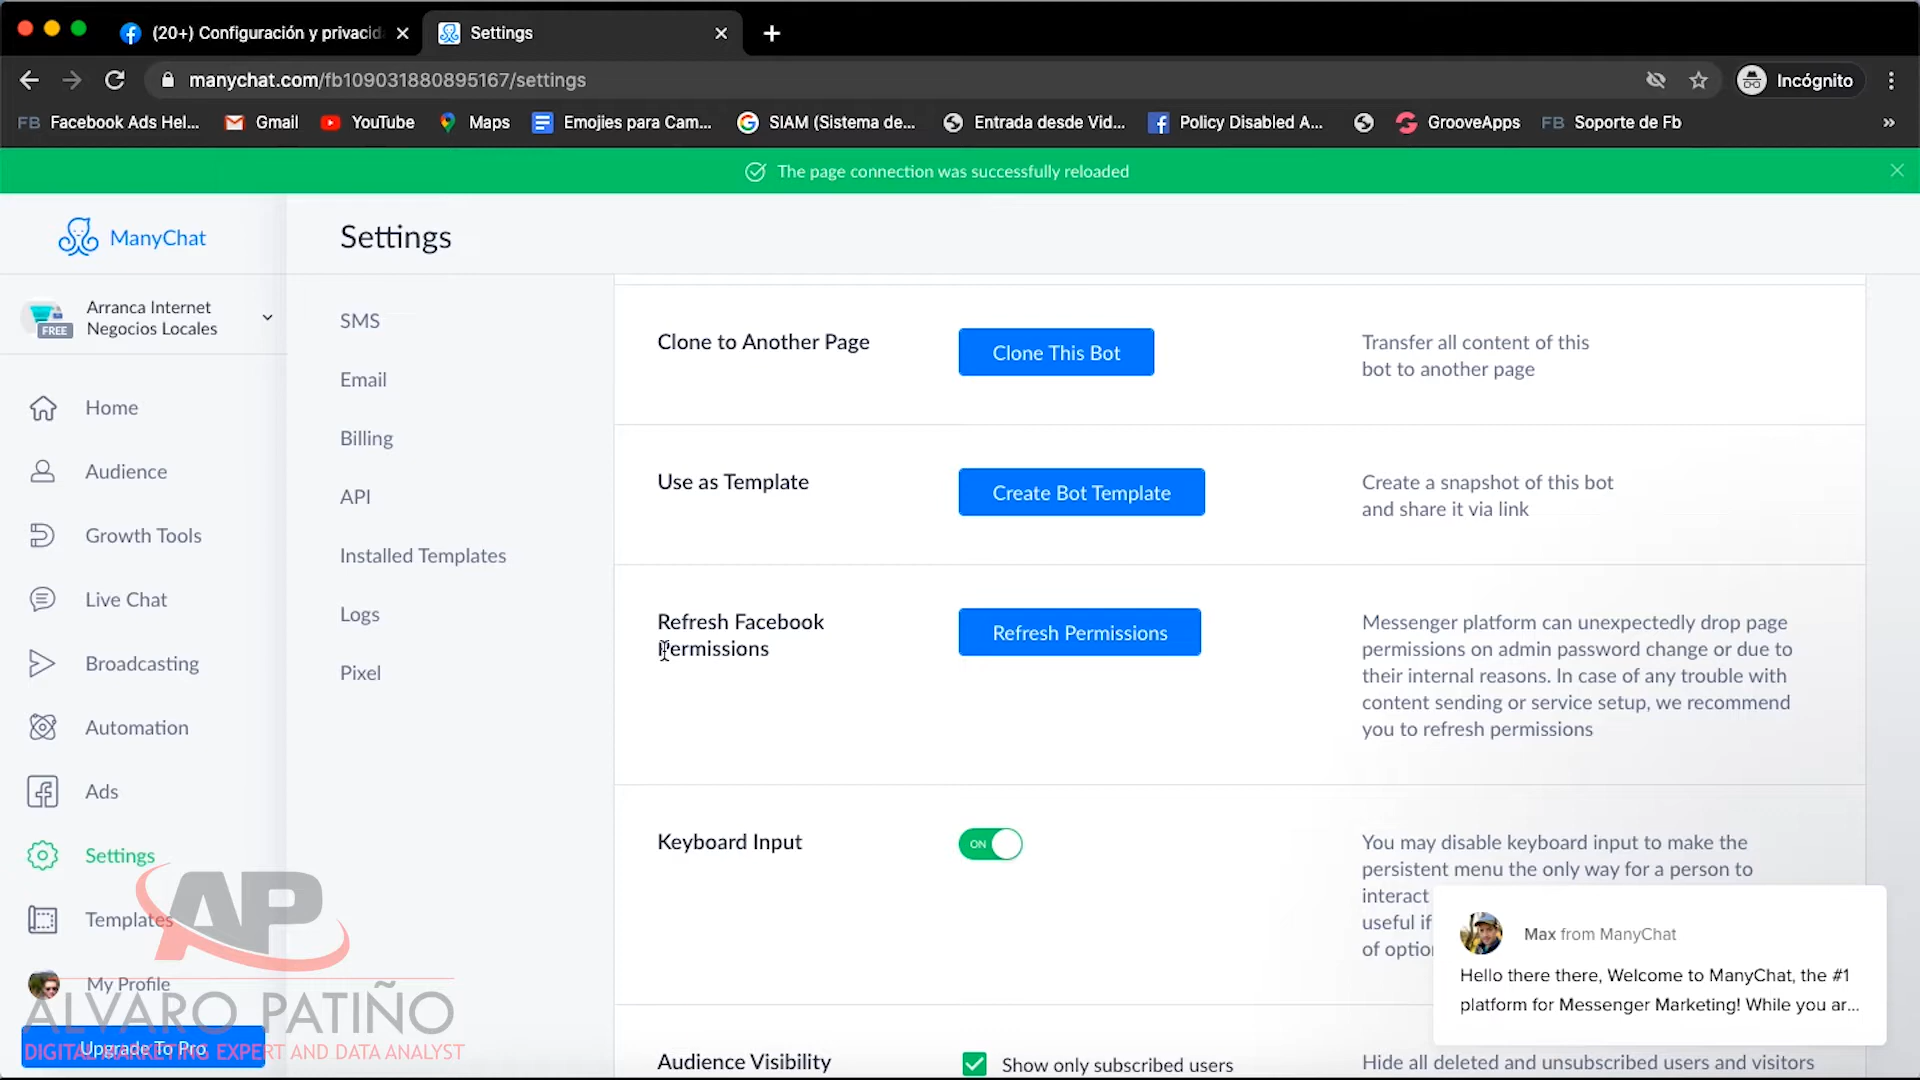 (20+) Configuración y privacid
Settings
manychat.com/fb109031880895167/settings
Incógnito
FB Facebook Ads Hel...
Gmail
YouTube
Maps
Emojies para Cam...
SIAM (Sistema de...
Entrada desde Vid...
Policy Disabled A...
GrooveApps
FB Soporte de Fb
»
The page connection was successfully reloaded
ManyChat
Settings
Arranca Internet
Negocios Locales
FREE
Home
Audience
Growth Tools
Live Chat
Broadcasting
Automation
Ads
Settings
Templates
My Profile
Upgrade To Pro
SMS
Email
Billing
API
Installed Templates
Logs
Pixel
Clone to Another Page
Clone This Bot
Transfer all content of this
bot to another page
Use as Template
Create Bot Template
Create a snapshot of this bot
and share it via link
Refresh Facebook
Permissions
Refresh Permissions
Messenger platform can unexpectedly drop page
permissions on admin password change or due to
their internal reasons. In case of any trouble with
content sending or service setup, we recommend
you to refresh permissions
Keyboard Input
ON
You may disable keyboard input to make the
persistent menu the only way for a person to
interact
useful if
of optio
Max from ManyChat
Hello there there, Welcome to ManyChat, the #1
platform for Messenger Marketing! While you ar...
Audience Visibility
Show only subscribed users
Hide all deleted and unsubscribed users and visitors
AP
ALVARO PATIÑO
DIGITAL MARKETING EXPERT AND DATA ANALYST